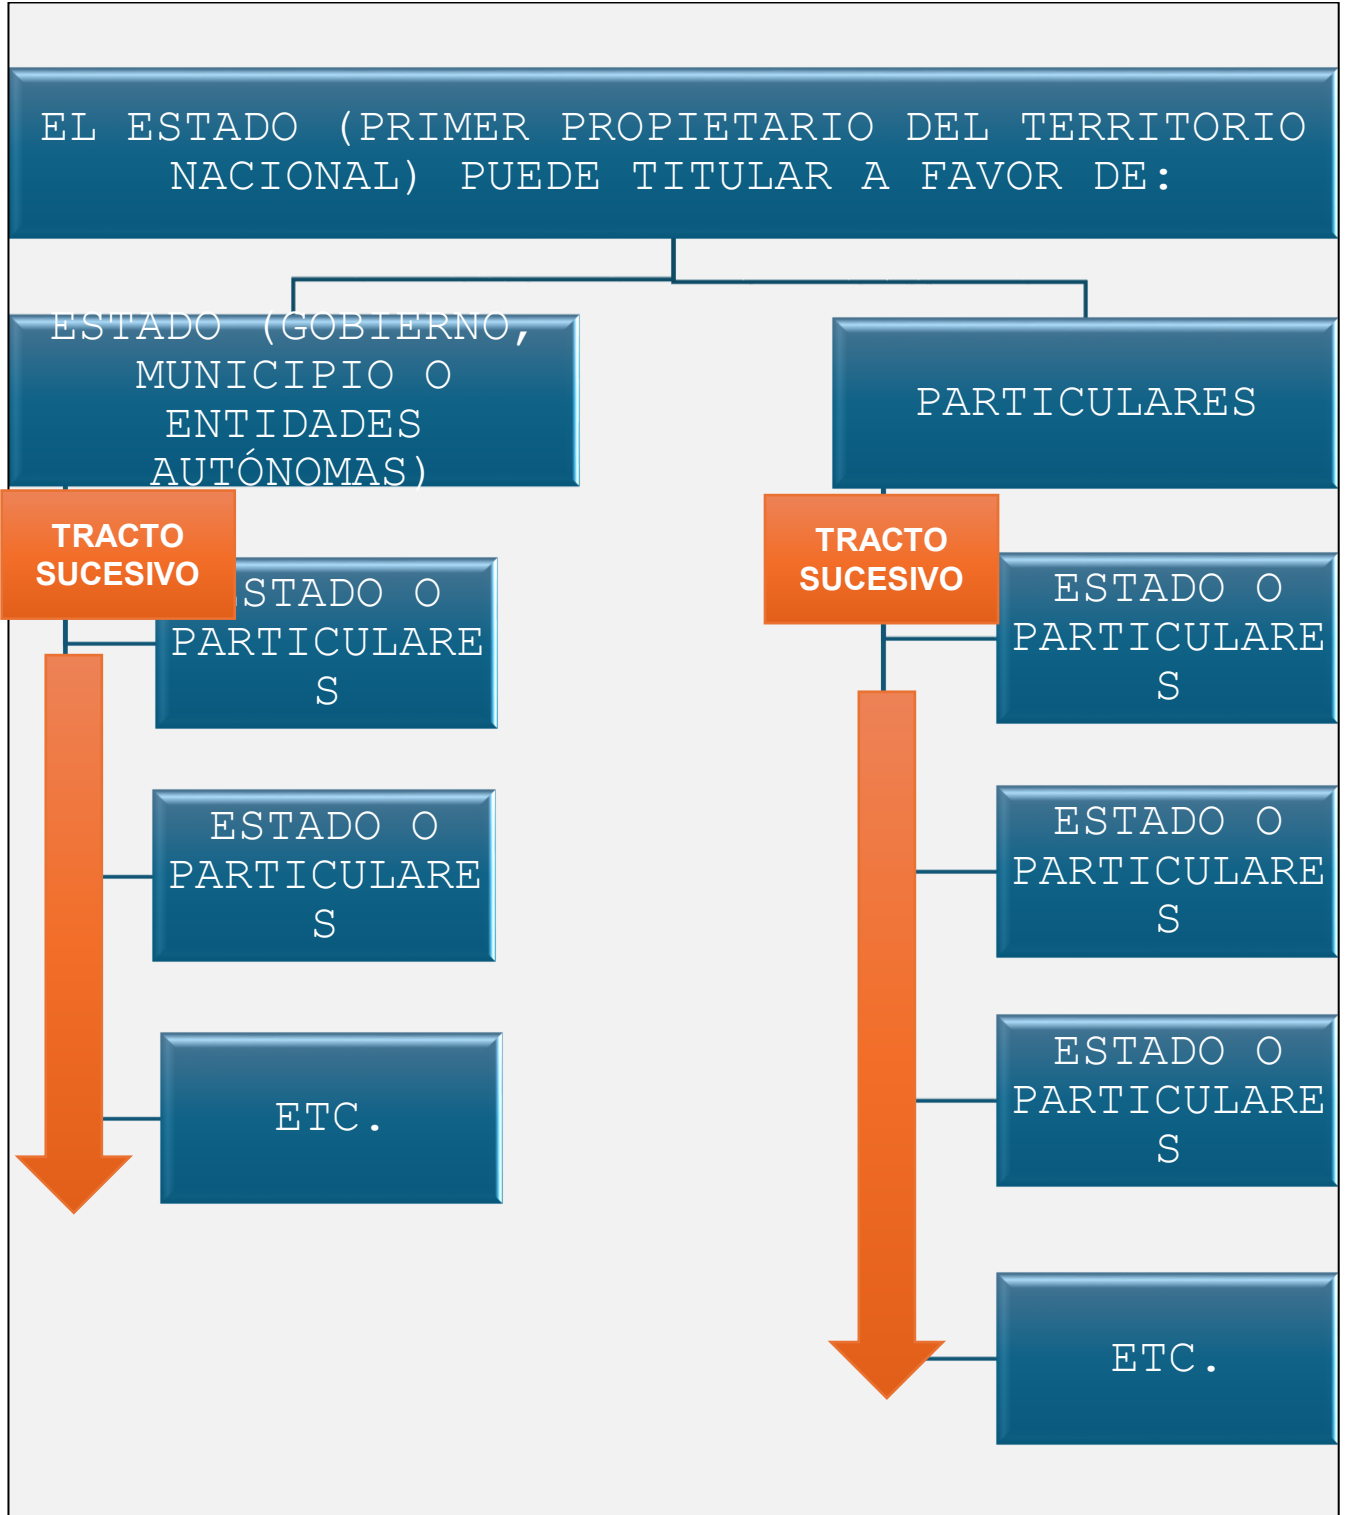 EL ESTADO (PRIMER PROPIETARIO DEL TERRITORIO
NACIONAL) PUEDE TITULAR A FAVOR DE:
ESTADO (GOBIERNO,
MUNICIPIO O
ENTIDADES
AUTÓNOMAS)
TRACTO
SUCESIVO
ESTADO O
PARTICULARE
S
ESTADO O
PARTICULARE
S
ETC.
PARTICULARES
TRACTO
SUCESIVO
ESTADO O
PARTICULARE
S
ESTADO O
PARTICULARE
S
ESTADO O
PARTICULARE
S
ETC.